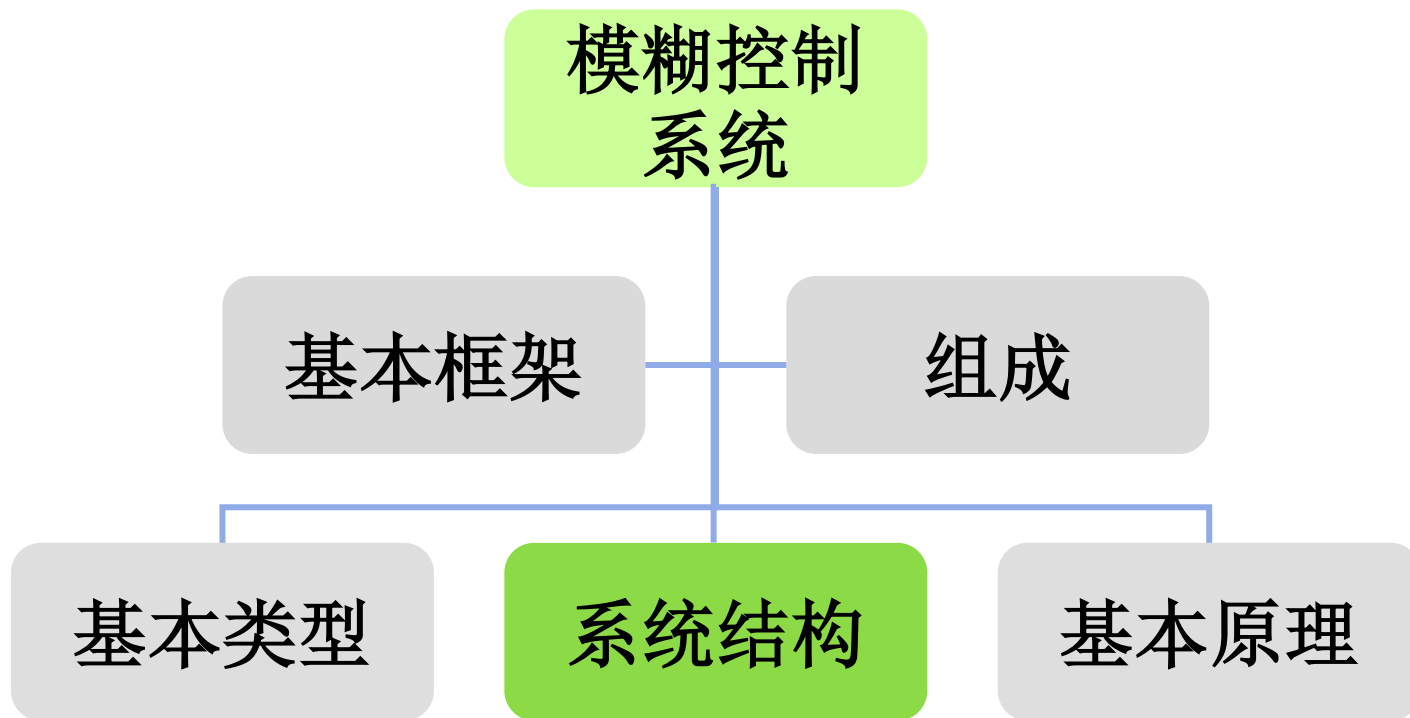 模糊控制
系统
基本框架
组成
基本类型
系统结构
基本原理